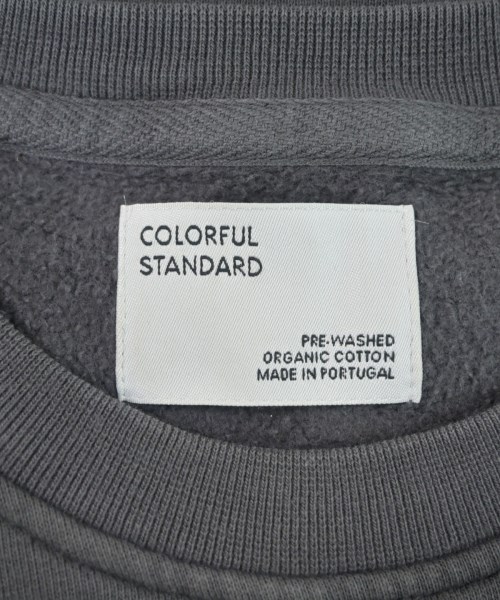 COLORFUL
STANDARD
PRE-WASHED
ORGANIC COTTON
MADE IN PORTUGAL